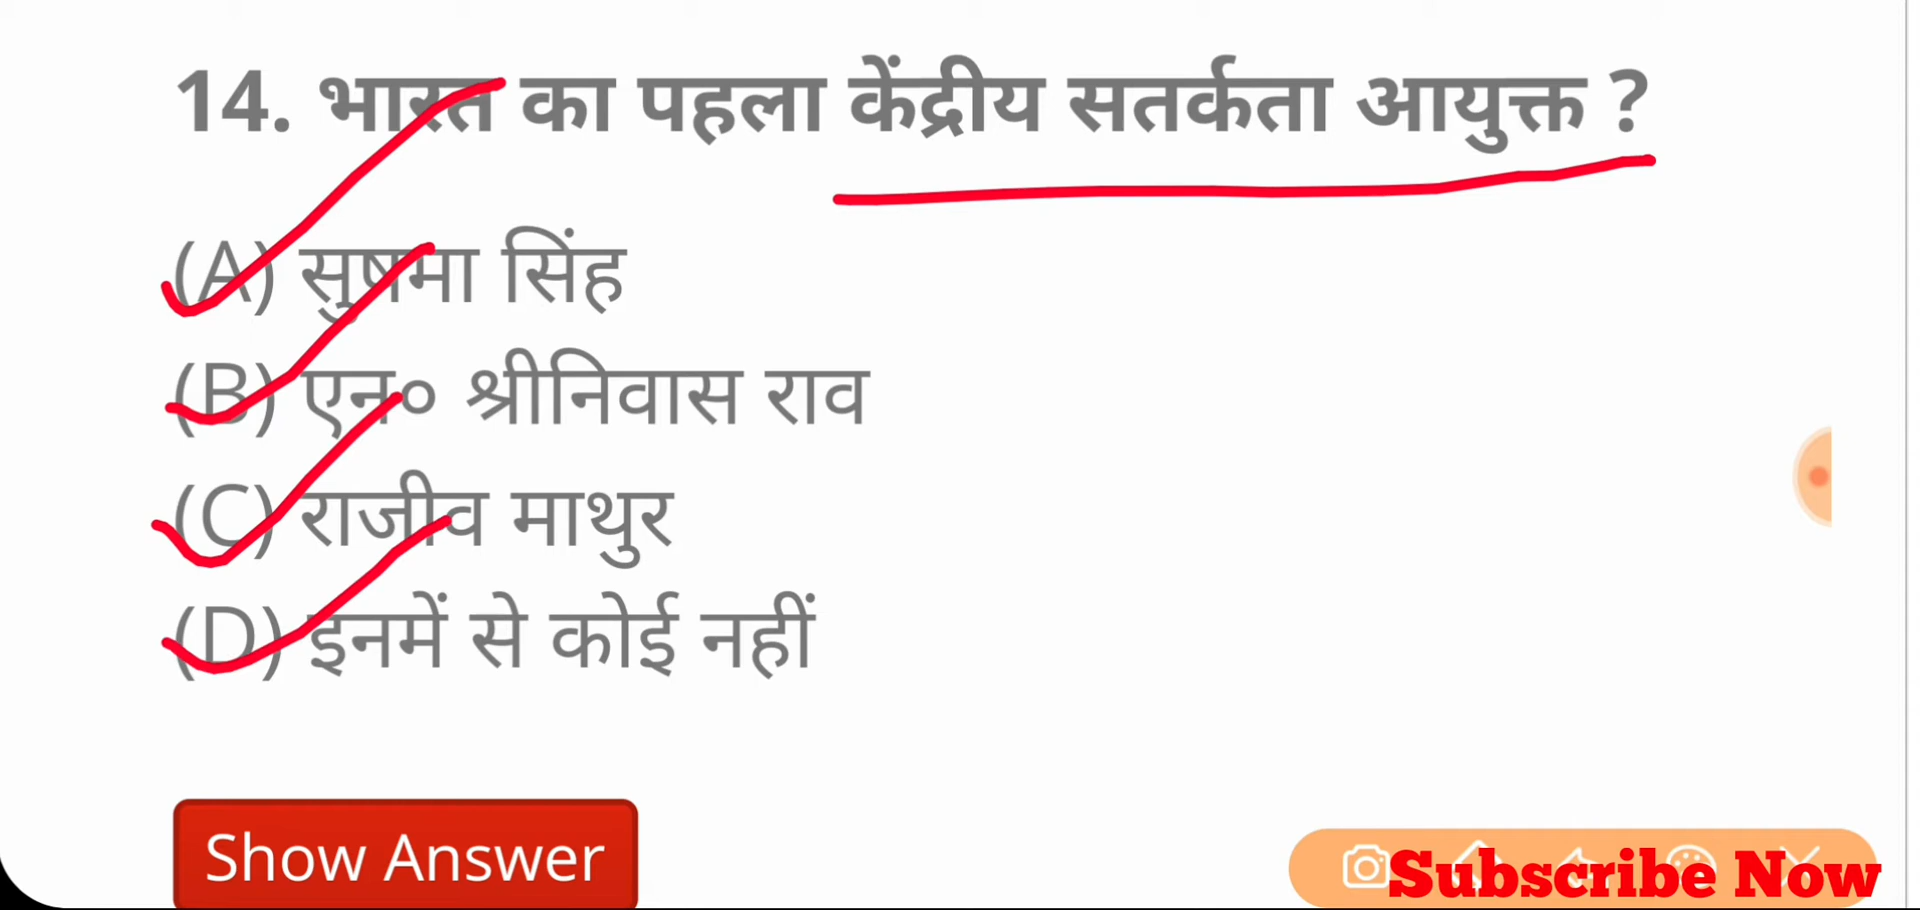 14. भारत का पहला केंद्रीय सतर्कता आयुक्त ?
(A) सुषमा सिंह
(B) एन० श्रीनिवास राव
(C) राजीव माथुर
(D) इनमें से कोई नहीं
Show Answer
Subscribe Now